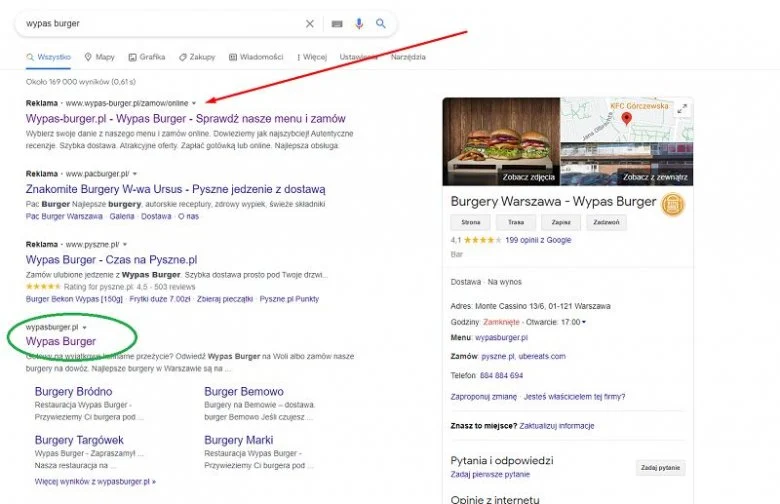 wypas burger
Wszystko Mapy Grafika Zakupy Wiadomości Więcej Ustawienia Narzędzia
Około 169 000 wyników (0,61 s)
Reklama · www.wypas-burger.pl/zamow/online
Wypas-burger.pl - Wypas Burger - Sprawdź nasze menu i zamów
Wybierz swoje danie z naszego menu i zamów online. Dowieziemy jak najszybciej! Autentyczne
recenzje. Szybka dostawa. Atrakcyjne oferty. Zapłać gotówką lub online. Najlepsza obsługa
Reklama · www.pacburger.pl/
Znakomite Burgery W-wa Ursus - Pyszne jedzenie z dostawą
Pac Burger Najlepsze burgery, autorskie receptury, zdrowy wypiek, świeże składniki
Pac Burger Warszawa · Galeria · Dostawa · O nas
Reklama · www.pyszne.pl/
Wypas Burger - Czas na Pyszne.pl
Zamów ulubione jedzenie z Wypas Burger. Szybka dostawa prosto pod Twoje drzwi...
Rating for pyszne.pl: 4,5 - 503 reviews
Burger Bekon Wypas [150g] · Frytki duże 7.00zł · Zbieraj pieczątki · Pyszne.pl Punkty
wypasburger.pl
Wypas Burger
Gotowy na wyjątkowe kulinarne przeżycie? Odwiedź Wypas Burger na Woli albo zamów nasze
burgery na dowóz. Najlepsze burgery w Warszawie są na ...
Burgery Bródno
Restauracja Wypas Burger -
Przywieziemy Ci burgera pod ...
Burger Bemowo
Burgery na Bemowie – dostawa.
burger Bemowo Jeśli czujesz ...
Burgery Targówek
Wypas Burger - Zapraszamy! ...
Nasza restauracja na ...
Burgery Marki
Restauracja Wypas Burger -
Przywieziemy Ci burgera pod ...
Więcej wyników z wypasburger.pl »
KFC Górczewska
Jana Olbrachta
Zobacz zdjęcia
Zobacz z zewnątrz
Burgery Warszawa - Wypas Burger
Strona Trasa Zapisz Zadzwoń
4,1 199 opinii z Google
Bar
Dostawa · Na wynos
Adres: Monte Cassino 13/6, 01-121 Warszawa
Godziny: Zamknięte · Otwarcie: 17:00
Menu: wypasburger.pl
Zamów: pyszne.pl, ubereats.com
Telefon: 884 884 694
Zaproponuj zmianę · Jesteś właścicielem tej firmy?
Znasz to miejsce? Zaktualizuj informacje
Pytania i odpowiedzi
Zadaj pierwsze pytanie
Zadaj pytanie
Opinie z internetu